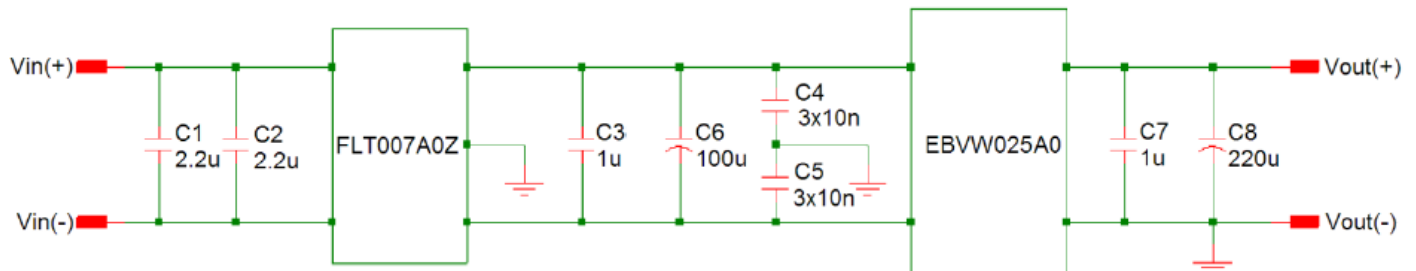 Vin(+)
C1
2.2u
C2
2.2u
FLT007A0Z
C3
1u
C6
100u
C4
3x10n
C5
3x10n
EBVW025A0
C7
1u
C8
220u
Vout(+)
Vin(-)
Vout(-)